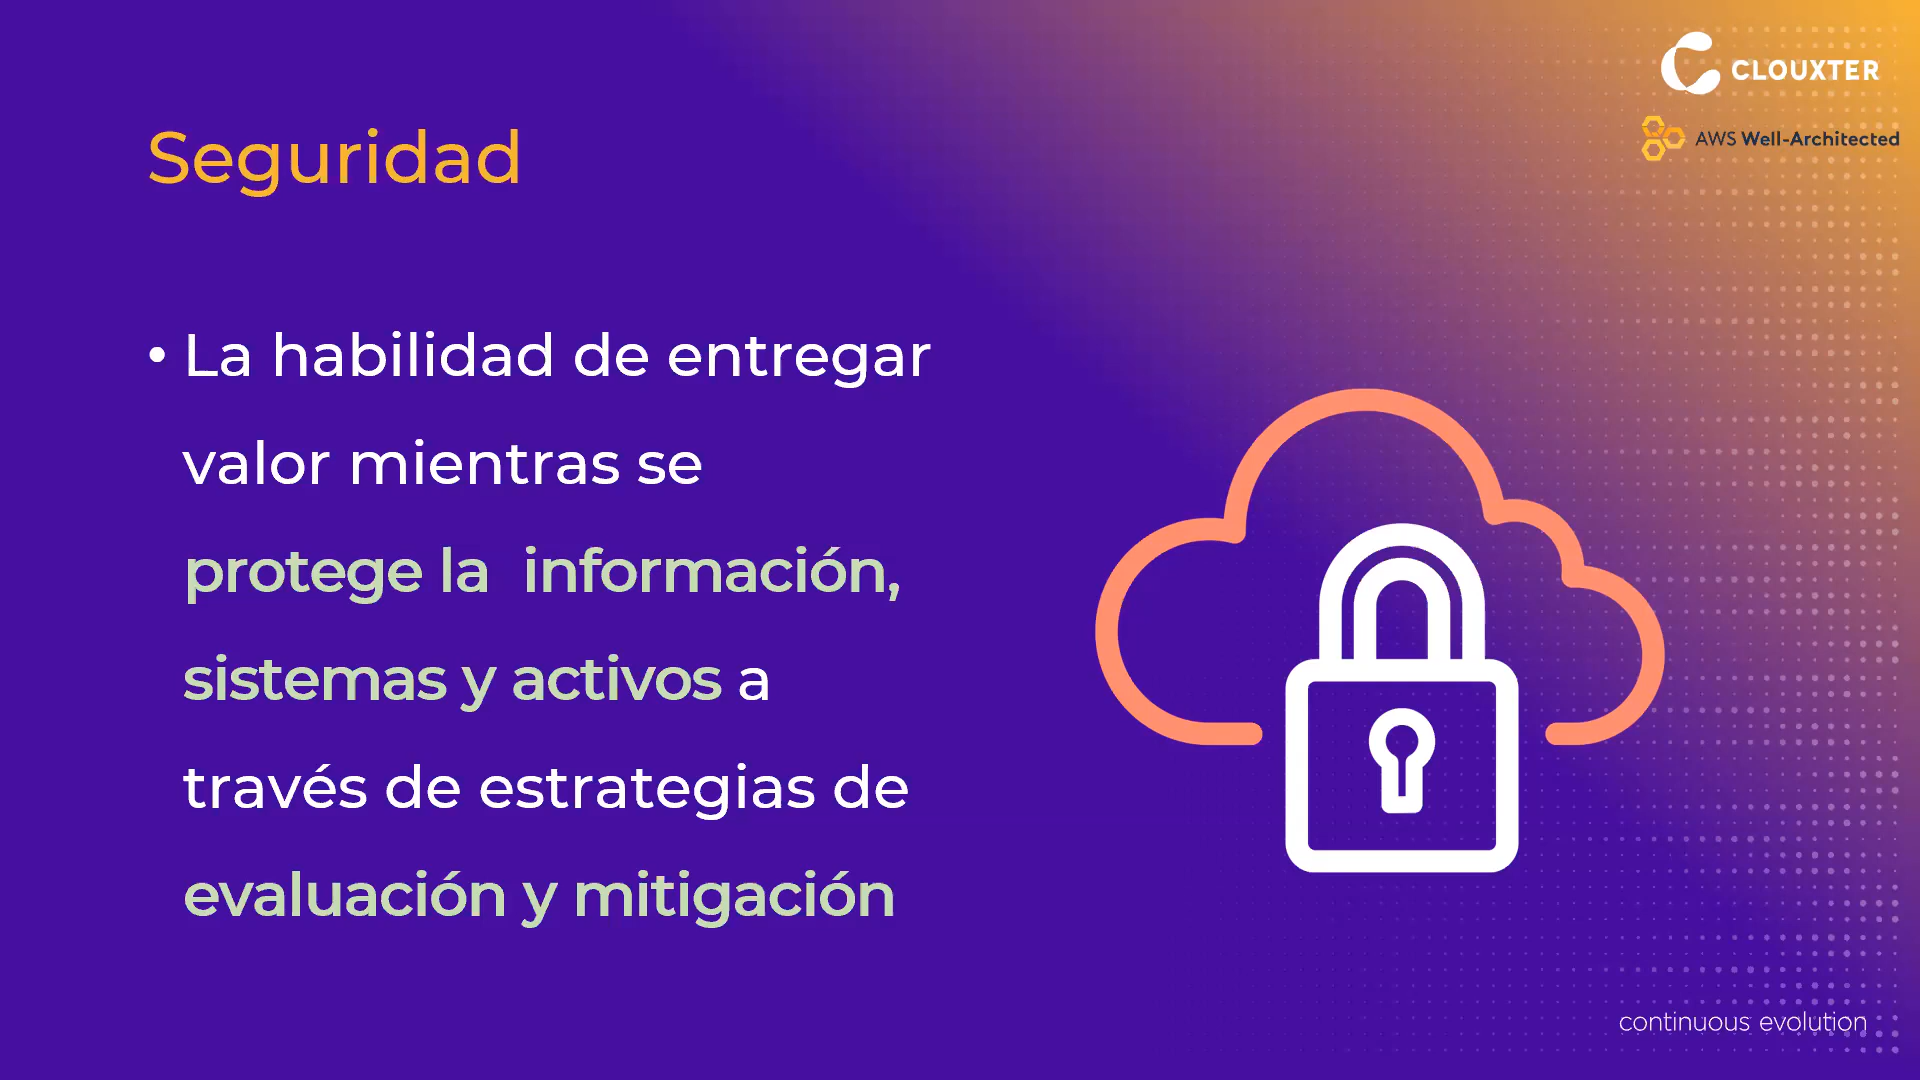 CLOUXTER
AWS Well-Architected
Seguridad
• La habilidad de entregar
valor mientras se
protege la información,
sistemas y activos a
través de estrategias de
evaluación y mitigación
continuous evolution